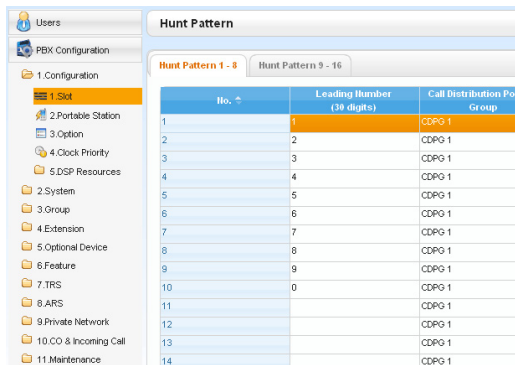 Users
PBX Configuration
1.Configuration
1.Slot
2.Portable Station
3.Option
4.Clock Priority
5.DSP Resources
2.System
3.Group
4.Extension
5.Optional Device
6.Feature
7.TRS
8.ARS
9.Private Network
10.CO & Incoming Call
11.Maintenance
Hunt Pattern
Hunt Pattern 1 - 8 Hunt Pattern 9 - 16
No. Leading Number Call Distribution Po
(30 digits) Group
1 1 CDPG 1
2 2 CDPG 1
3 3 CDPG 1
4 4 CDPG 1
5 5 CDPG 1
6 6 CDPG 1
7 7 CDPG 1
8 8 CDPG 1
9 9 CDPG 1
10 0 CDPG 1
11 CDPG 1
12 CDPG 1
13 CDPG 1
14 CDPG 1